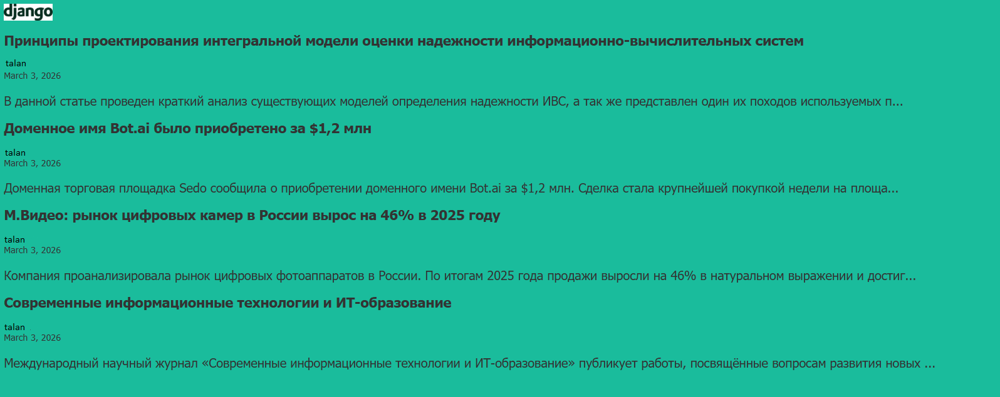 django
Принципы проектирования интегральной модели оценки надежности информационно-вычислительных систем
talan
March 3, 2026
В данной статье проведен краткий анализ существующих моделей определения надежности ИВС, а так же представлен один их походов используемых п...
Доменное имя Bot.ai было приобретено за $1,2 млн
talan
March 3, 2026
Доменная торговая площадка Sedo сообщила о приобретении доменного имени Bot.ai за $1,2 млн. Сделка стала крупнейшей покупкой недели на площа...
М.Видео: рынок цифровых камер в России вырос на 46% в 2025 году
talan
March 3, 2026
Компания проанализировала рынок цифровых фотоаппаратов в России. По итогам 2025 года продажи выросли на 46% в натуральном выражении и достиг...
Современные информационные технологии и ИТ-образование
talan
March 3, 2026
Международный научный журнал «Современные информационные технологии и ИТ-образование» публикует работы, посвящённые вопросам развития новых ...